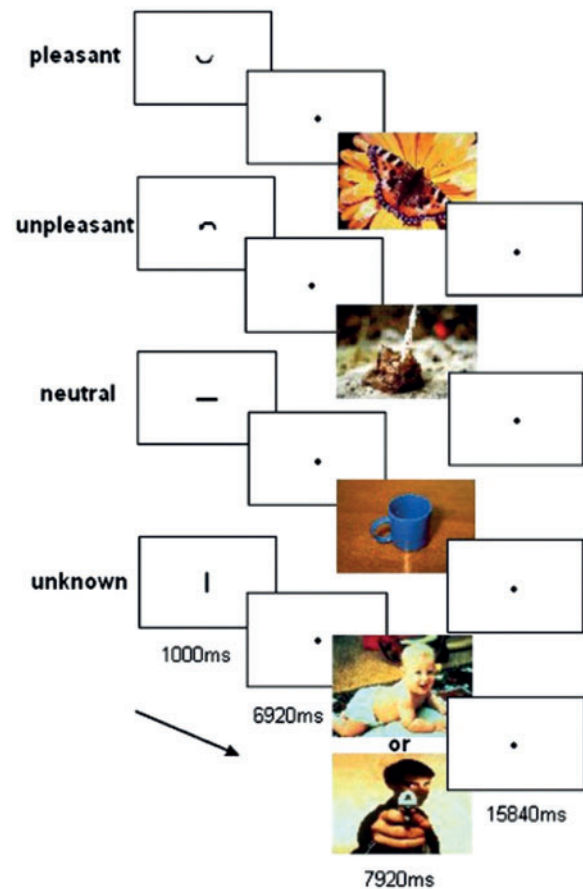 pleasant
unpleasant
neutral
unknown
1000ms
6920ms
or
15840ms
7920ms